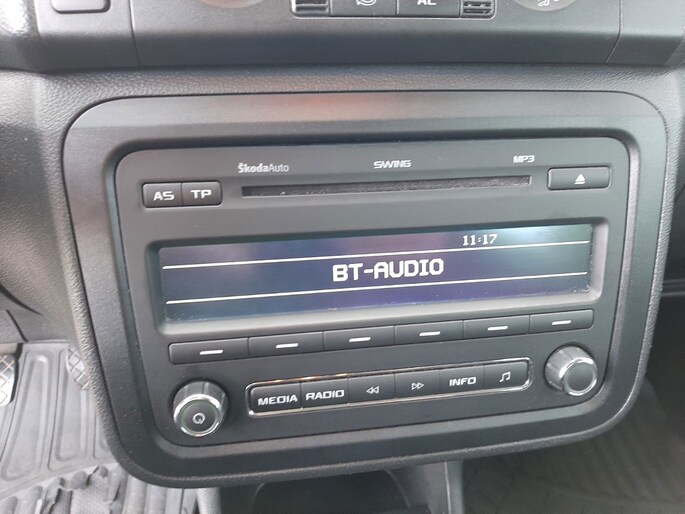 AC
ŠkodaAuto SWING MP3
AS TP
11:17
BT-AUDIO
MEDIA RADIO INFO